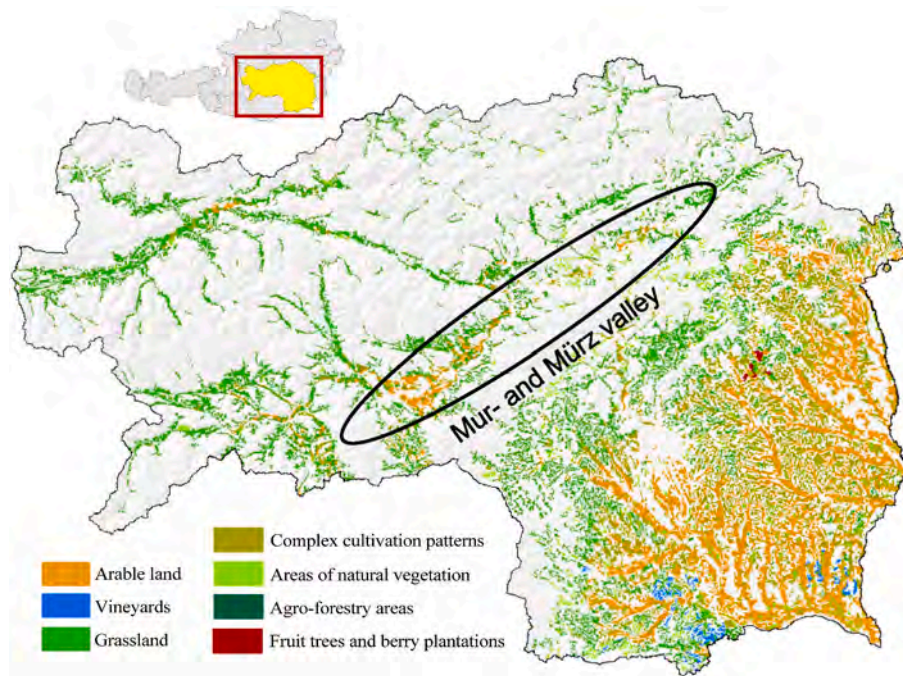 Mur- and Mürz valley
Arable land
Vineyards
Grassland
Complex cultivation patterns
Areas of natural vegetation
Agro-forestry areas
Fruit trees and berry plantations